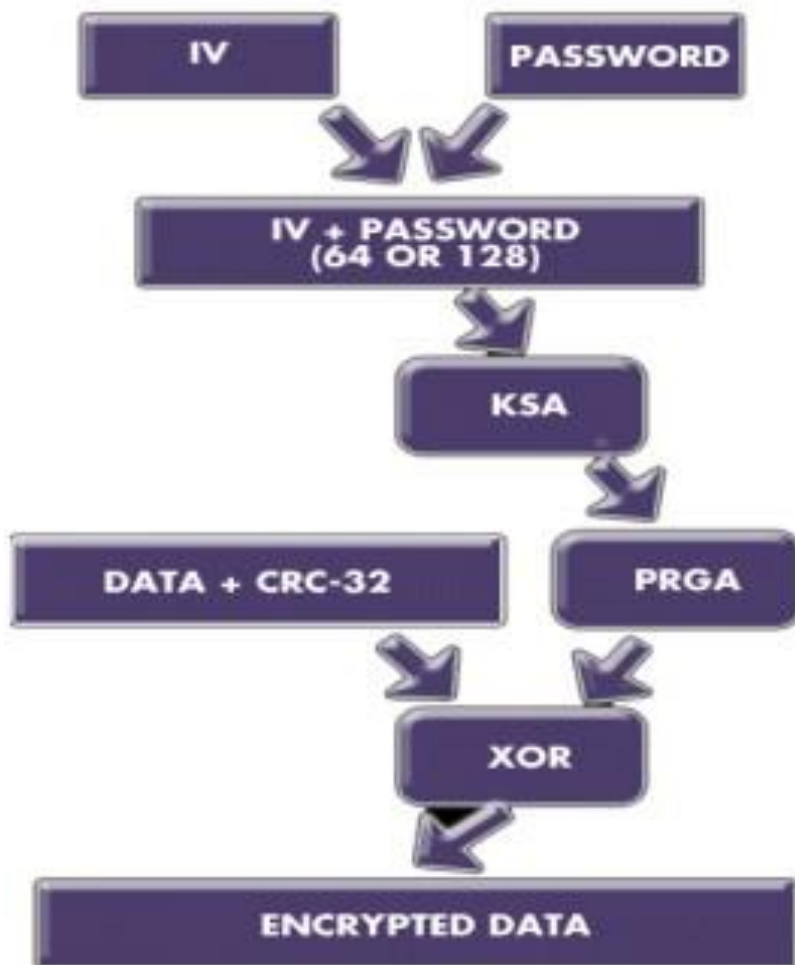 IV
PASSWORD
IV + PASSWORD
(64 OR 128)
KSA
DATA + CRC-32
PRGA
XOR
ENCRYPTED DATA